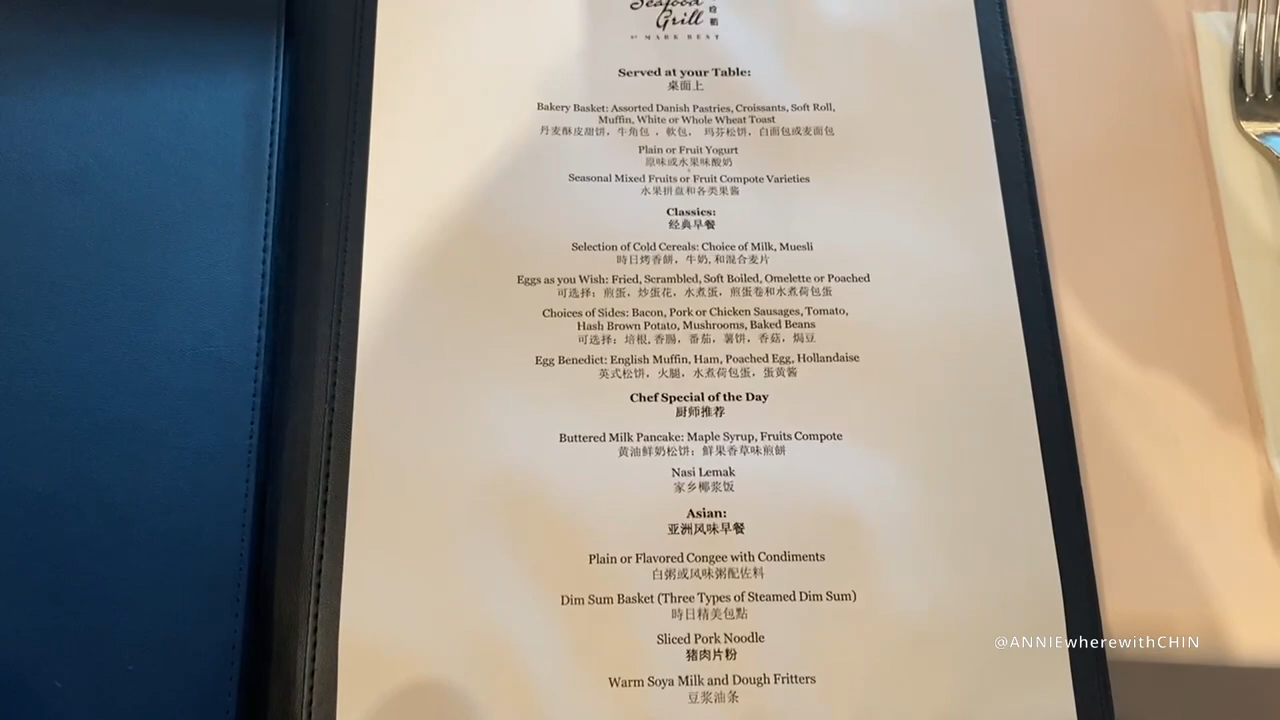 Seafood
Grill
BY MARK BEST
Served at your Table:
桌面上
Bakery Basket: Assorted Danish Pastries, Croissants, Soft Roll,
Muffin, White or Whole Wheat Toast
丹麦酥皮甜饼，牛角包 ，軟包， 玛芬松饼，白面包或麦面包
Plain or Fruit Yogurt
原味或水果味酸奶
Seasonal Mixed Fruits or Fruit Compote Varieties
水果拼盘和各类果酱
Classics:
经典早餐
Selection of Cold Cereals: Choice of Milk, Muesli
時日烤香餅，牛奶, 和混合麦片
Eggs as you Wish: Fried, Scrambled, Soft Boiled, Omelette or Poached
可选择：煎蛋，炒蛋花，水煮蛋，煎蛋卷和水煮荷包蛋
Choices of Sides: Bacon, Pork or Chicken Sausages, Tomato,
Hash Brown Potato, Mushrooms, Baked Beans
可选择：培根, 香腸，番茄，薯饼，香菇，焗豆
Egg Benedict: English Muffin, Ham, Poached Egg, Hollandaise
英式松饼，火腿，水煮荷包蛋，蛋黄酱
Chef Special of the Day
厨师推荐
Buttered Milk Pancake: Maple Syrup, Fruits Compote
黄油鲜奶松饼：鲜果香草味煎餅
Nasi Lemak
家乡椰浆饭
Asian:
亚洲风味早餐
Plain or Flavored Congee with Condiments
白粥或风味粥配佐料
Dim Sum Basket (Three Types of Steamed Dim Sum)
時日精美包點
Sliced Pork Noodle
猪肉片粉
Warm Soya Milk and Dough Fritters
豆浆油条
@ANNIEwherewithCHIN